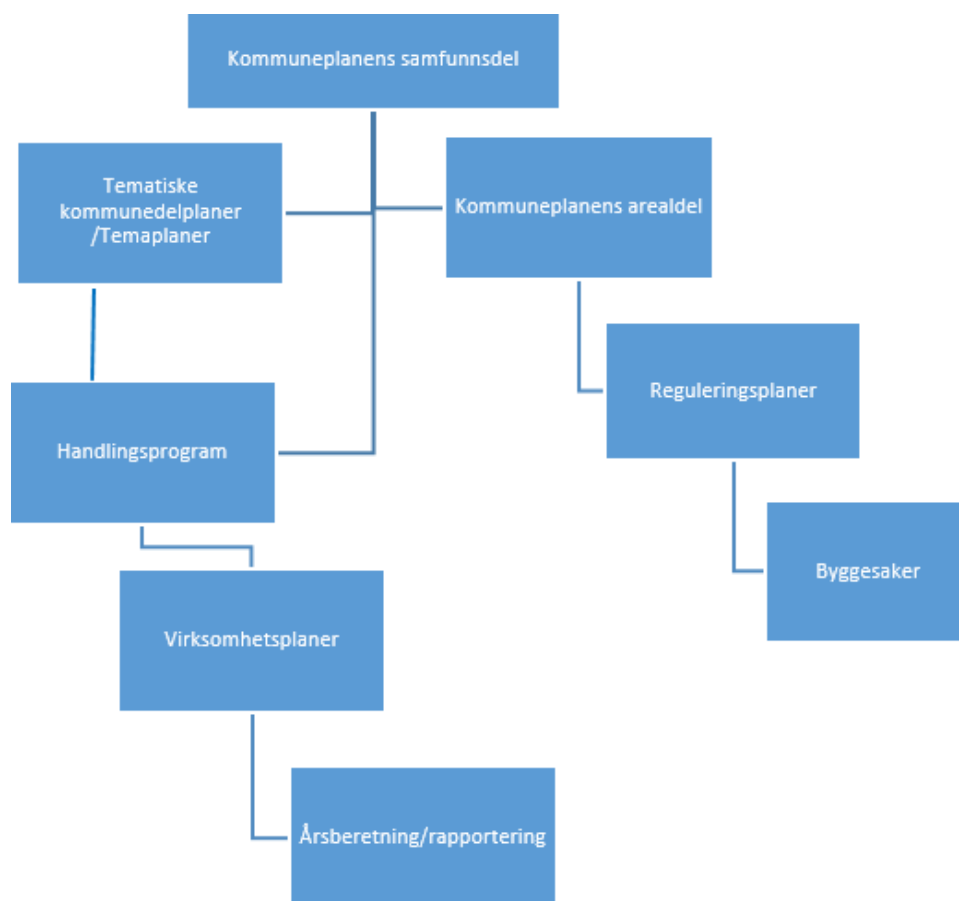 Kommuneplanens samfunnsdel
Tematiske
kommunedelplaner
/Temaplaner
Kommuneplanens arealdel
Reguleringsplaner
Handlingsprogram
Byggesaker
Virksomhetsplaner
Årsberetning/rapportering